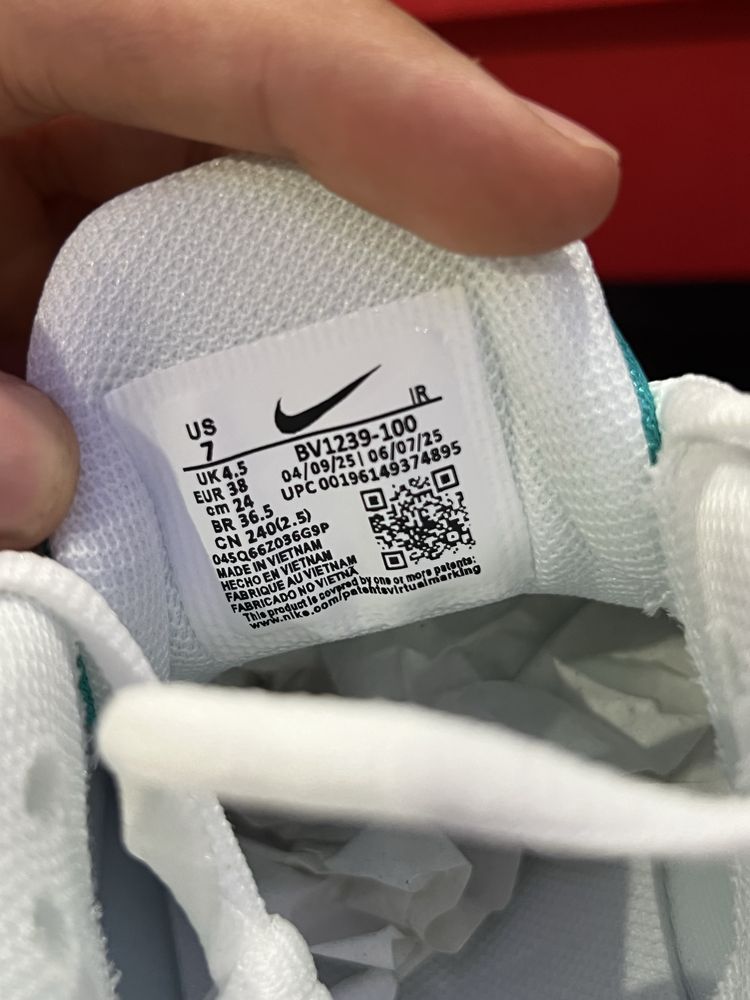 US
7
IR
BV1239-100
UK 4.5
04/09/25 | 06/07/25
EUR 38
UPC 00196149374895
cm 24
BR 36.5
CN 240(2.5)
045Q66Z036G9P
MADE IN VIETNAM
HECHO EN VIETNAM
FABRIQUE AU VIETNAM
FABRICADO NO VIETNÃ
This product is covered by one or more patents:
www.nike.com/patentsvirtualmarking